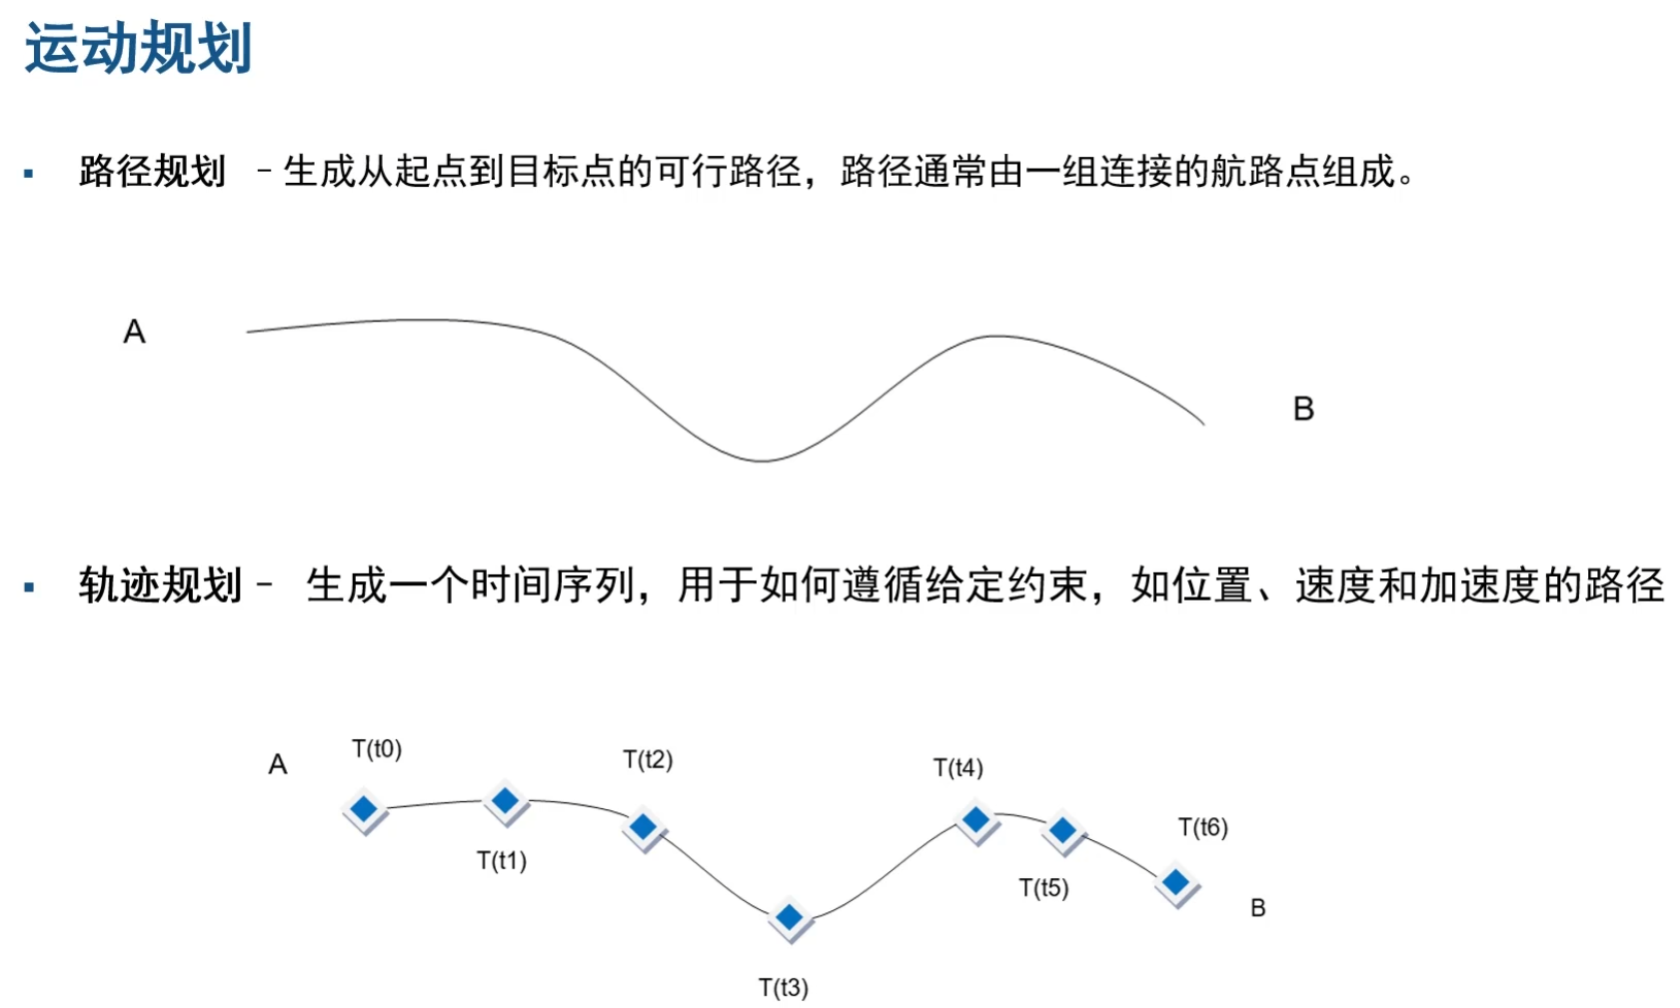 运动规划
▪ 路径规划 – 生成从起点到目标点的可行路径，路径通常由一组连接的航路点组成。
A
B
▪ 轨迹规划 – 生成一个时间序列，用于如何遵循给定约束，如位置、速度和加速度的路径
A
T(t0)
T(t1)
T(t2)
T(t3)
T(t4)
T(t5)
T(t6)
B